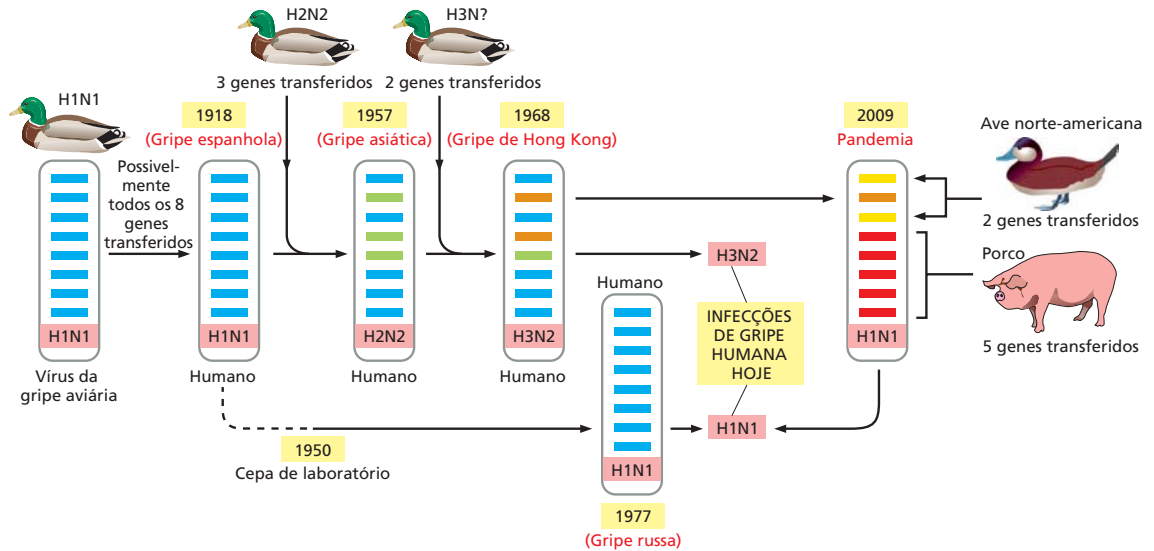 H2N2
3 genes transferidos
H3N?
2 genes transferidos
H1N1
1918
(Gripe espanhola)
1957
(Gripe asiática)
1968
(Gripe de Hong Kong)
2009
Pandemia
Ave norte-americana
2 genes transferidos
Porco
5 genes transferidos
Possivel-
mente
todos os 8
genes
transferidos
H1N1
Vírus da
gripe aviária
H1N1
Humano
H2N2
Humano
H3N2
Humano
Humano
H1N1
1977
(Gripe russa)
H3N2
INFECÇÕES
DE GRIPE
HUMANA
HOJE
H1N1
H1N1
1950
Cepa de laboratório